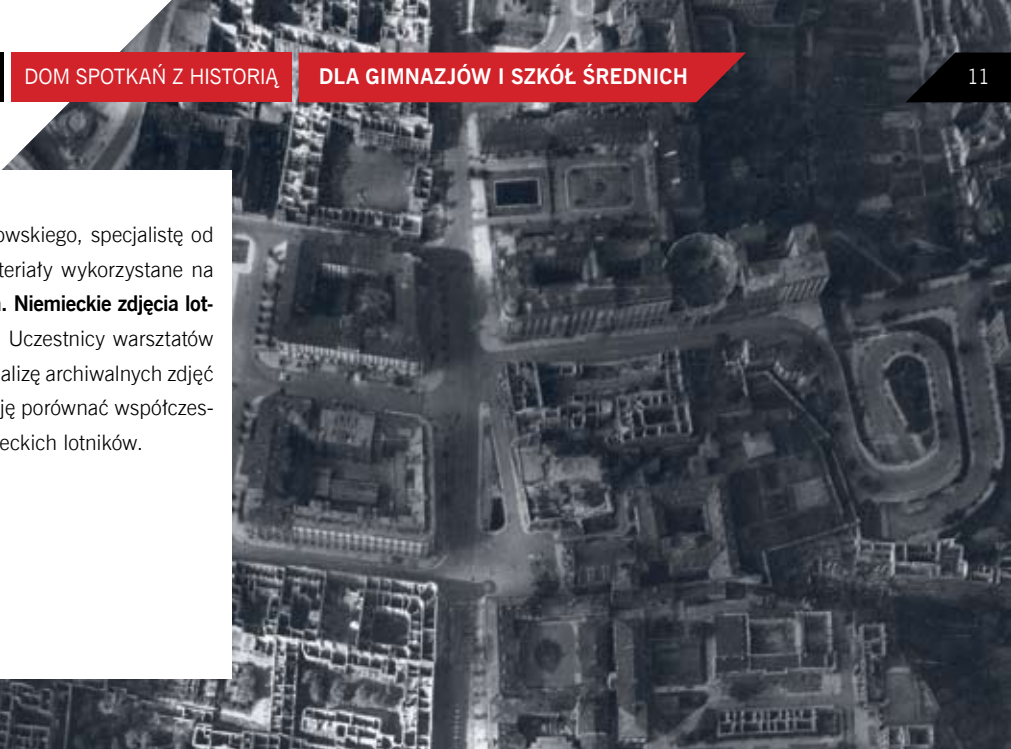 DOM SPOTKAŃ Z HISTORIĄ DLA GIMNAZJÓW I SZKÓŁ ŚREDNICH 11
owskiego, specjalistę od
teriały wykorzystane na
. Niemieckie zdjęcia lot-
Uczestnicy warsztatów
alizę archiwalnych zdjęć
ję porównać współczes-
eckich lotników.